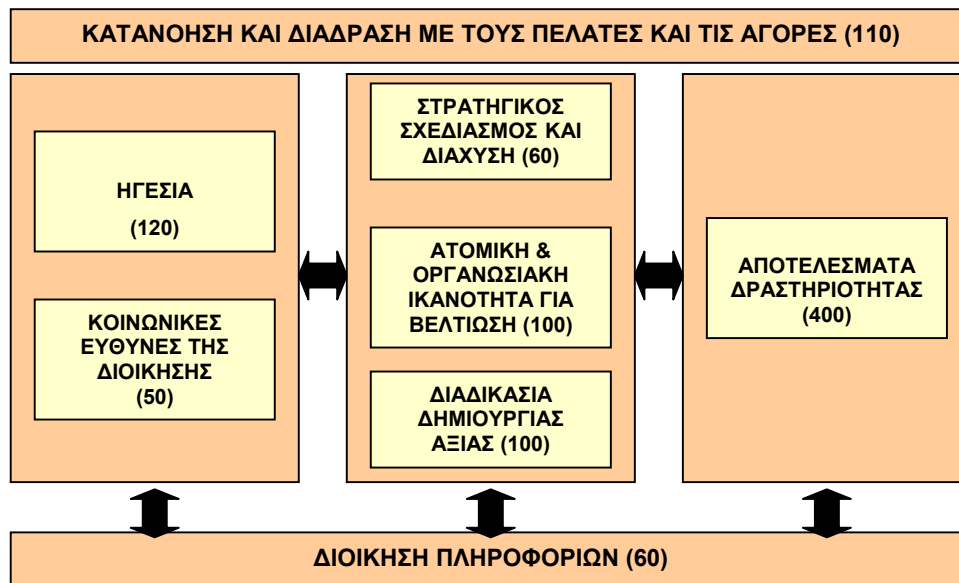 ΚΑΤΑΝΟΗΣΗ ΚΑΙ ΔΙΑΔΡΑΣΗ ΜΕ ΤΟΥΣ ΠΕΛΑΤΕΣ ΚΑΙ ΤΙΣ ΑΓΟΡΕΣ (110)
ΗΓΕΣΙΑ
(120)
ΚΟΙΝΩΝΙΚΕΣ
ΕΥΘΥΝΕΣ ΤΗΣ
ΔΙΟΙΚΗΣΗΣ
(50)
ΣΤΡΑΤΗΓΙΚΟΣ
ΣΧΕΔΙΑΣΜΟΣ ΚΑΙ
ΔΙΑΧΥΣΗ (60)
ΑΤΟΜΙΚΗ &
ΟΡΓΑΝΩΣΙΑΚΗ
ΙΚΑΝΟΤΗΤΑ ΓΙΑ
ΒΕΛΤΙΩΣΗ (100)
ΔΙΑΔΙΚΑΣΙΑ
ΔΗΜΙΟΥΡΓΙΑΣ
ΑΞΙΑΣ (100)
ΑΠΟΤΕΛΕΣΜΑΤΑ
ΔΡΑΣΤΗΡΙΟΤΗΤΑΣ
(400)
ΔΙΟΙΚΗΣΗ ΠΛΗΡΟΦΟΡΙΩΝ (60)